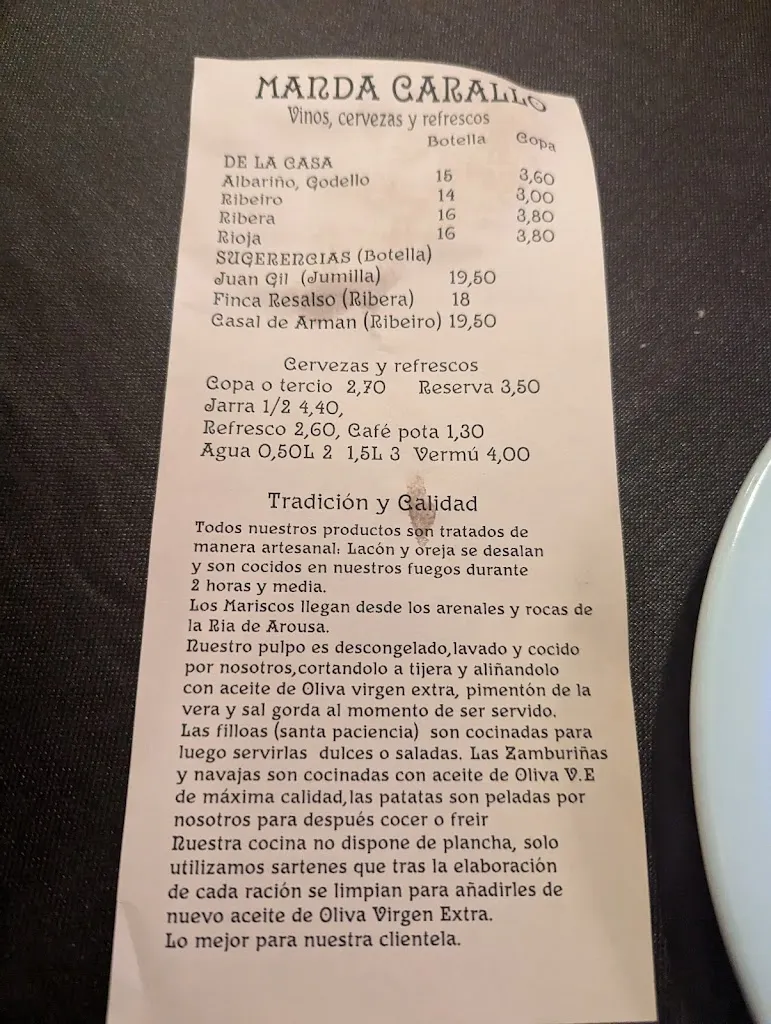 MANDA CARALLO
Vinos, cervezas y refrescos
Botella Copa
DE LA CASA
Albariño, Godello 15 3,60
Ribeiro 14 3,00
Ribera 16 3,80
Rioja 16 3,80
SUGERENCIAS (Botella)
Juan Gil (Jumilla) 19,50
Finca Resalso (Ribera) 18
Casal de Arman (Ribeiro) 19,50
Cervezas y refrescos
Copa o tercio 2,70 Reserva 3,50
Jarra 1/2 4,40,
Refresco 2,60, Café pota 1,30
Agua 0,50L 2 1,5L 3 Vermú 4,00
Tradición y Calidad
Todos nuestros productos son tratados de
manera artesanal: Lacón y oreja se desalan
y son cocidos en nuestros fuegos durante
2 horas y media.
Los Mariscos llegan desde los arenales y rocas de
la Ria de Arousa.
Nuestro pulpo es descongelado,lavado y cocido
por nosotros,cortandolo a tijera y aliñandolo
con aceite de Oliva virgen extra, pimentón de la
vera y sal gorda al momento de ser servido.
Las filloas (santa paciencia) son cocinadas para
luego servirlas dulces o saladas. Las Zamburiñas
y navajas son cocinadas con aceite de Oliva V.E
de máxima calidad,las patatas son peladas por
nosotros para después cocer o freir
Nuestra cocina no dispone de plancha, solo
utilizamos sartenes que tras la elaboración
de cada ración se limpian para añadirles de
nuevo aceite de Oliva Virgen Extra.
Lo mejor para nuestra clientela.